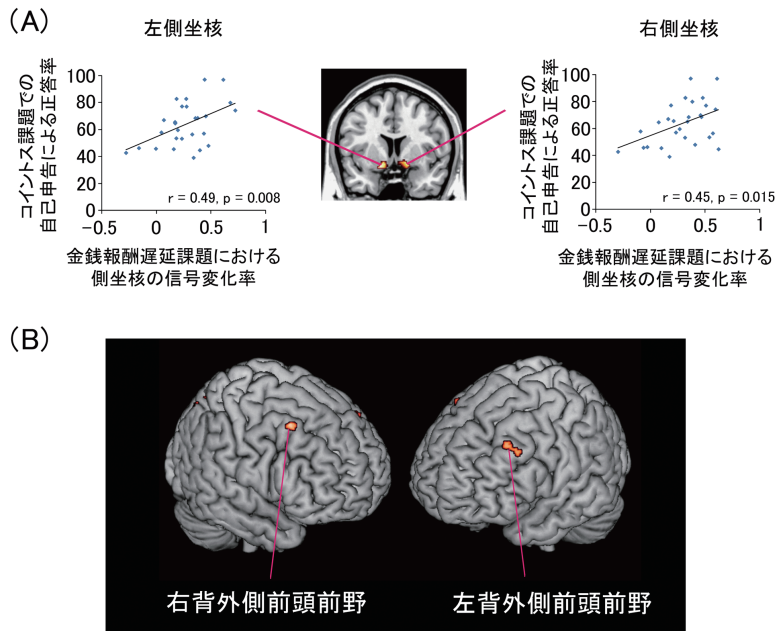 (A)
左側坐核
右側坐核
コイントス課題での
自己申告による正答率
100
80
60
40
20
0
r = 0.49, p = 0.008
−0.5
0
0.5
1
金銭報酬遅延課題における
側坐核の信号変化率
コイントス課題での
自己申告による正答率
100
80
60
40
20
0
r = 0.45, p = 0.015
−0.5
0
0.5
1
金銭報酬遅延課題における
側坐核の信号変化率
(B)
右背外側前頭前野
左背外側前頭前野